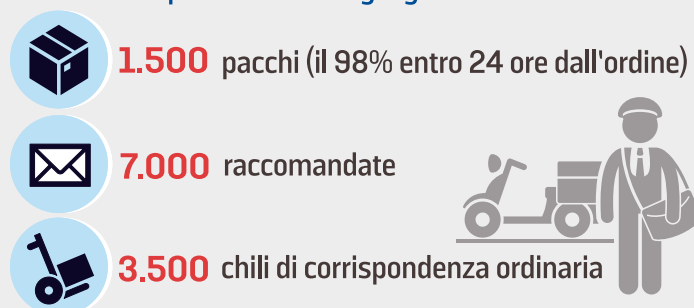 1.500 pacchi (il 98% entro 24 ore dall'ordine)
7.000 raccomandate
3.500 chili di corrispondenza ordinaria